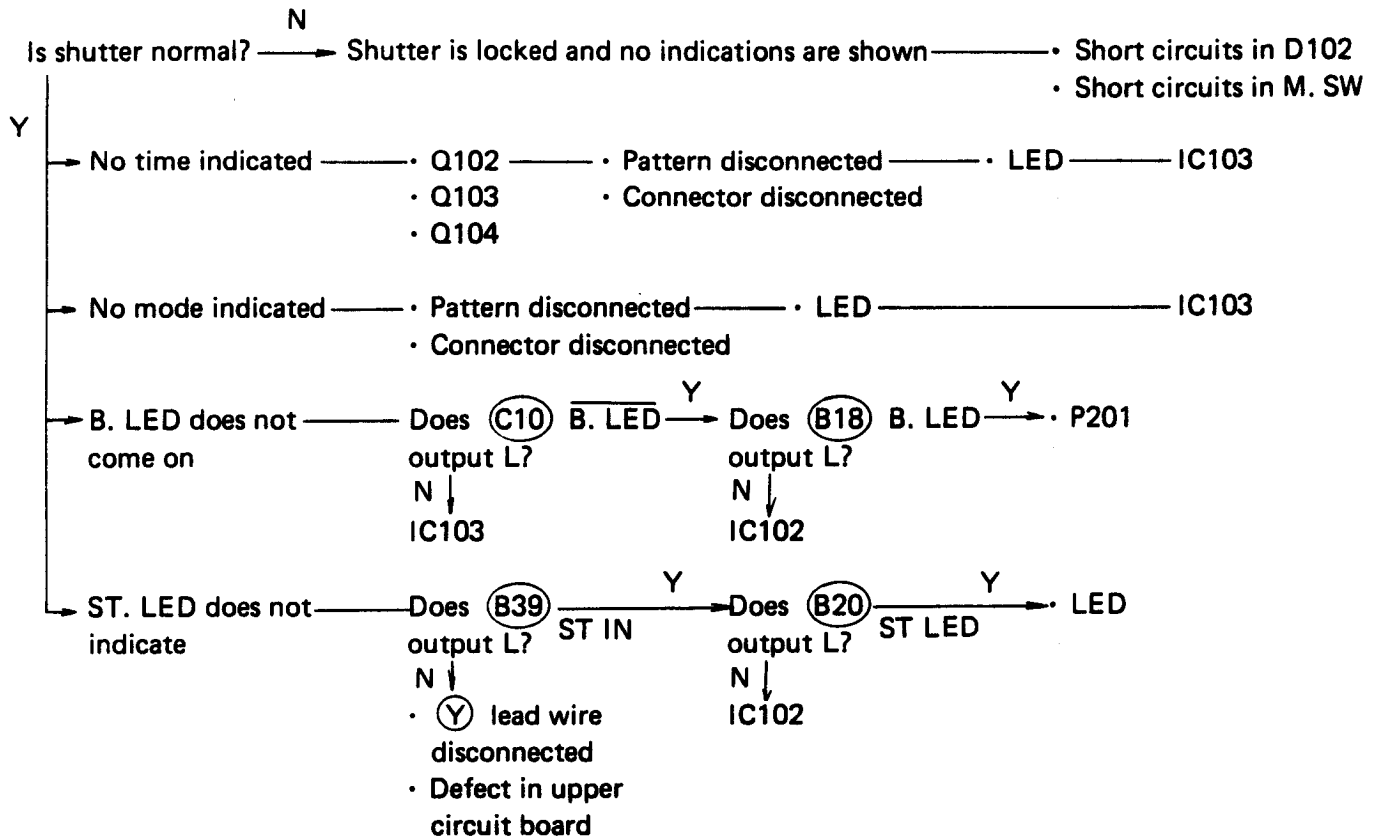 N
Is shutter normal? Shutter is locked and no indications are shown · Short circuits in D102
· Short circuits in M. SW
Y
No time indicated · Q102 · Pattern disconnected · LED IC103
· Q103 · Connector disconnected
· Q104
No mode indicated · Pattern disconnected · LED IC103
· Connector disconnected
Y Y
B. LED does not Does C10 B. LED Does B18 B. LED · P201
come on output L? output L?
N N
IC103 IC102
Y Y
ST. LED does not Does B39 ST IN Does B20 ST LED · LED
indicate output L? output L?
N N
· Y lead wire IC102
disconnected
· Defect in upper
circuit board